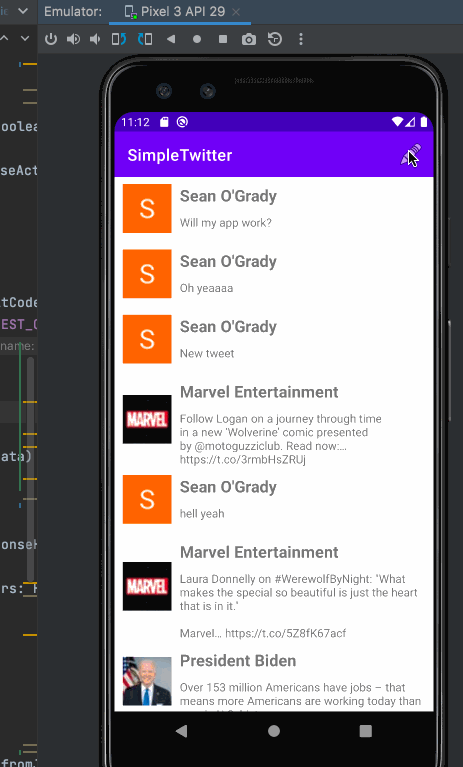 Emulator: Pixel 3 API 29
oolea
seAct
tCode
EST_C
name:
ata)
onseH
rs:
from
11:12
SimpleTwitter
S
Sean O'Grady
Will my app work?
S
Sean O'Grady
Oh yeaaaa
S
Sean O'Grady
New tweet
MARVEL
Marvel Entertainment
Follow Logan on a journey through time
in a new 'Wolverine' comic presented
by @motoguzziclub. Read now:...
https://t.co/3rmbHsZRUj
S
Sean O'Grady
hell yeah
MARVEL
Marvel Entertainment
Laura Donnelly on #WerewolfByNight: "What
makes the special so beautiful is just the heart
that is in it."
Marvel... https://t.co/5Z8fK67acf
President Biden
Over 153 million Americans have jobs – that
means more Americans are working today than